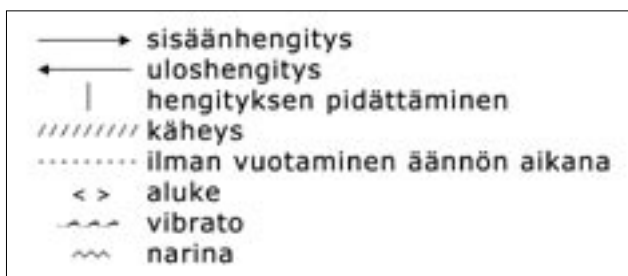 sisäänhengitys
uloshengitys
hengityksen pidättäminen
///////// käheys
......... ilman vuotaminen äännön aikana
< > aluke
vibrato
narina